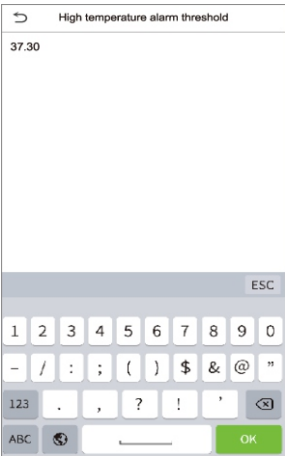 High temperature alarm threshold
37.30
ESC
1 2 3 4 5 6 7 8 9 0
- / : ; ( ) $ & @ "
123 . , ? ! '
ABC OK